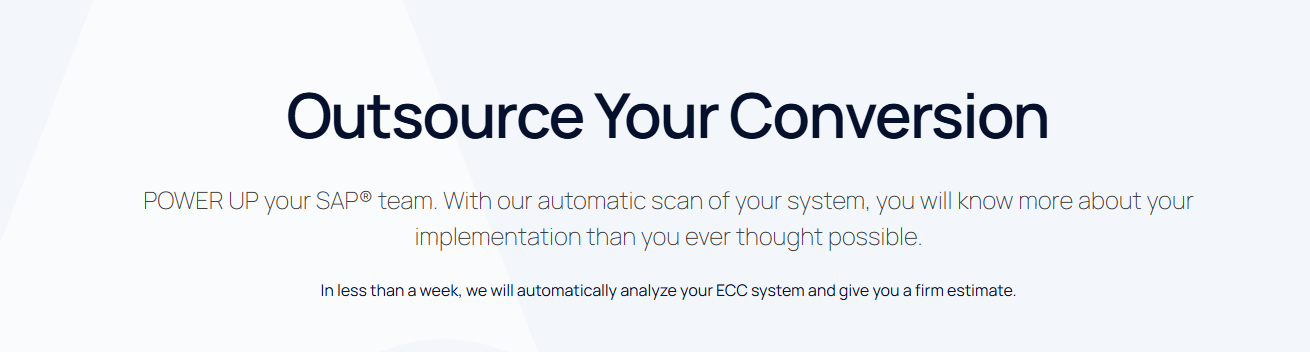 Outsource Your Conversion
POWER UP your SAP® team. With our automatic scan of your system, you will know more about your
implementation than you ever thought possible.
In less than a week, we will automatically analyze your ECC system and give you a firm estimate.